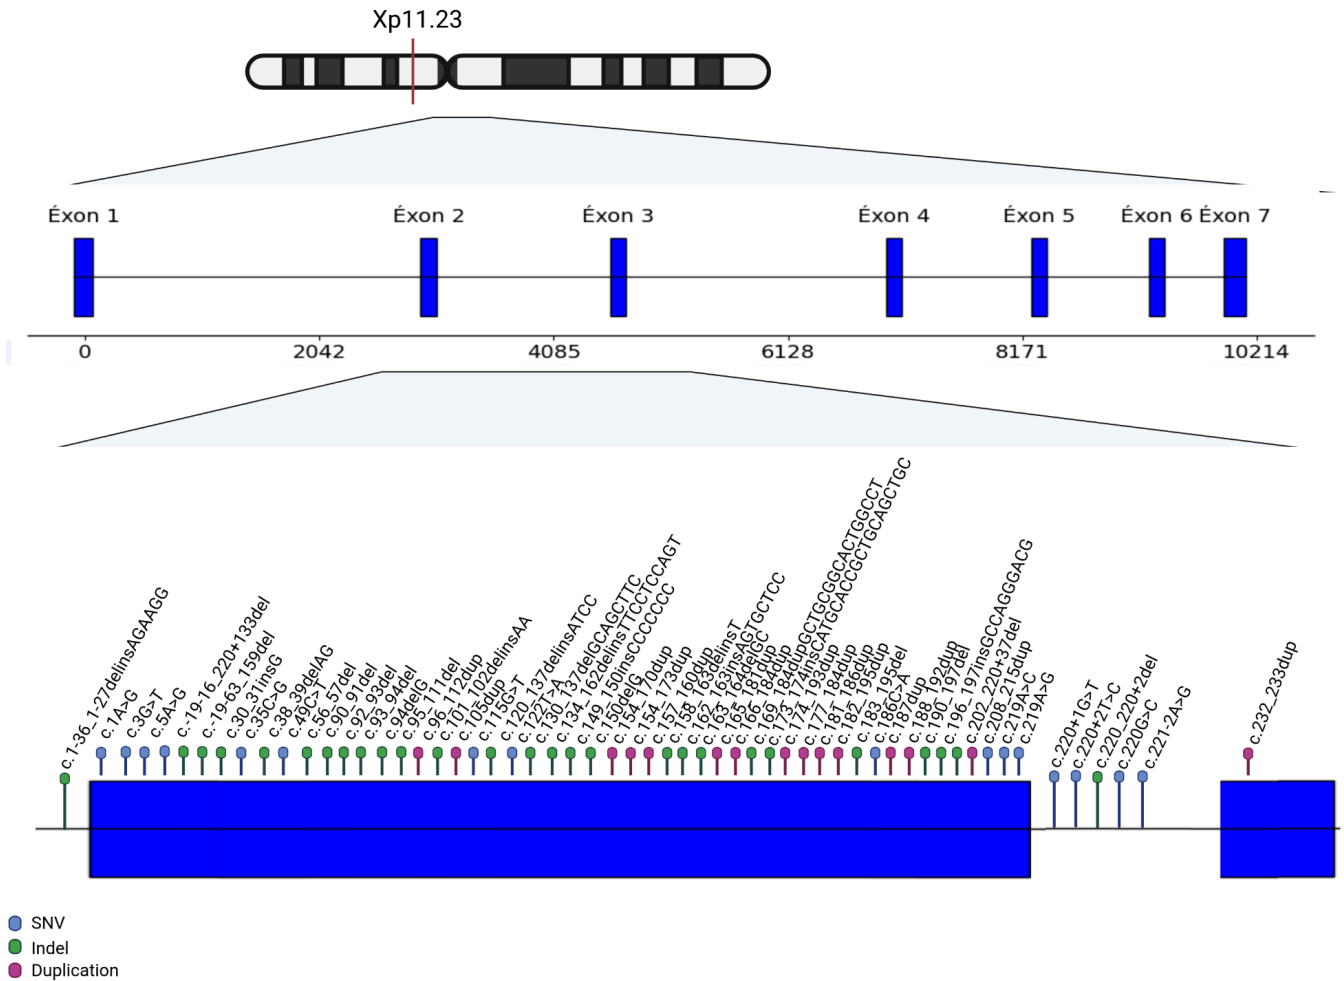 Xp11.23
Éxon 1
Éxon 2
Éxon 3
Éxon 4
Éxon 5
Éxon 6
Éxon 7
0
2042
4085
6128
8171
10214
c.1-36_1-27delinsAGAAGG
c.1A>G
c.3G>T
c.5A>G
c.-19-16_220+133del
c.-19-63_159del
c.30_31insG
c.35C>G
c.38_39delAG
c.49C>T
c.56_57del
c.90_91del
c.92_93del
c.93_94del
c.94delG
c.95_111del
c.96_112dup
c.101_102delinsAA
c.105dup
c.115G>T
c.120_137delinsATCC
c.122T>A
c.130_137delGCAGCTTC
c.134_162delinsTTCCTCCAGT
c.149_150insCCCCCCC
c.150delG
c.154_170dup
c.154_173dup
c.157_160dup
c.158_163delinsT
c.162_163insAGTGCTCC
c.163_164delGC
c.165_181dup
c.166_184dup
c.169_184dupGCTGCGGCACTGGCCT
c.173_174insCATGCACCGCTGCAGCTGC
c.174_193dup
c.177_184dup
c.181_186dup
c.182_195dup
c.183_195del
c.186C>A
c.187dup
c.189_192dup
c.190_197del
c.196_197insGCCAGGGACG
c.202_220+37del
c.208_215dup
c.219A>C
c.219A>G
c.220+1G>T
c.220+2T>C
c.220_220+2del
c.220G>C
c.221-2A>G
c.232_233dup
SNV
Indel
Duplication